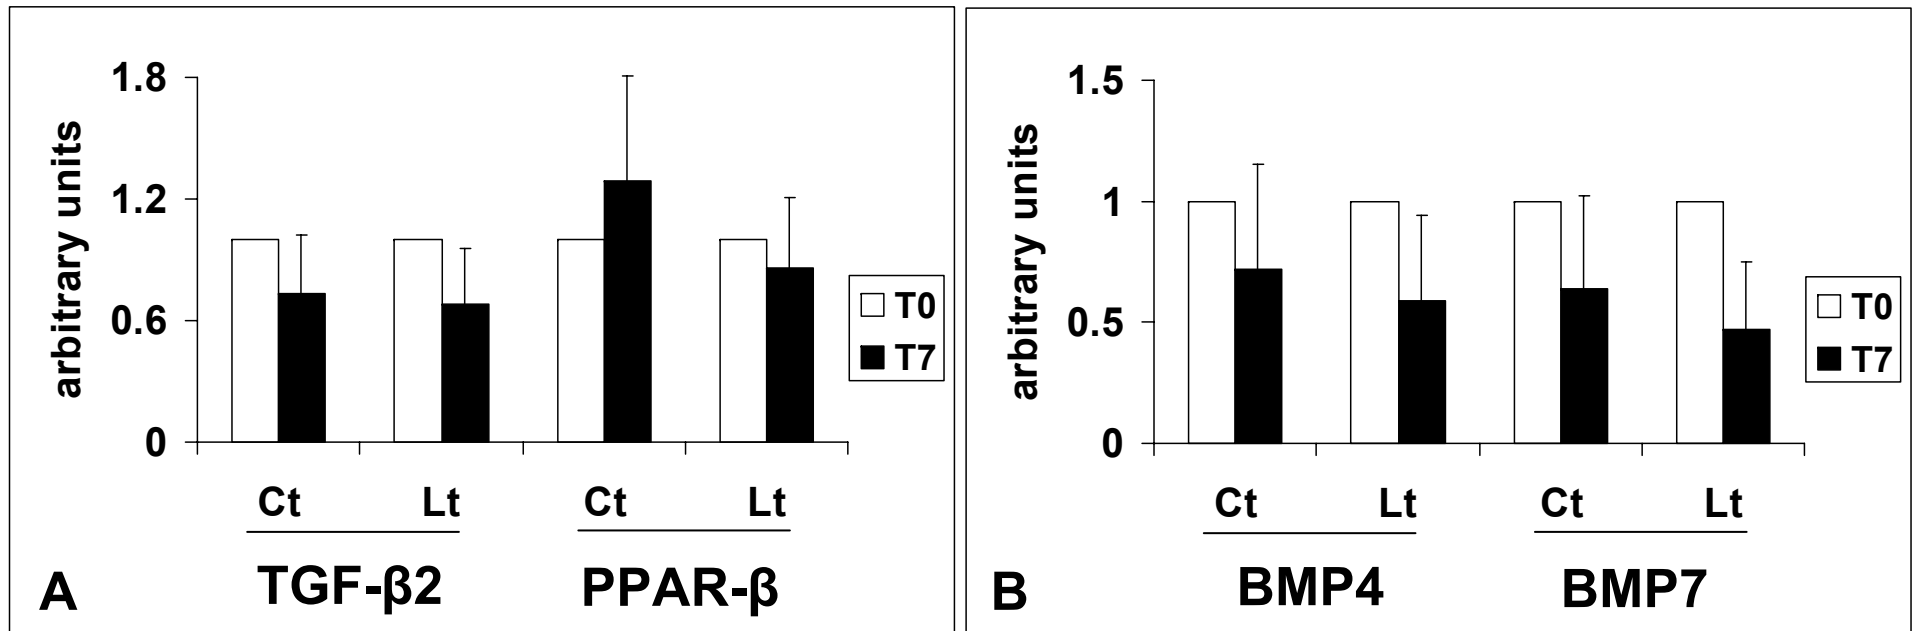 1.8
1.2
0.6
0
arbitrary units
T0
T7
Ct Lt Ct Lt
TGF-β2 PPAR-β
A
1.5
1
0.5
0
arbitrary units
T0
T7
Ct Lt Ct Lt
BMP4 BMP7
B